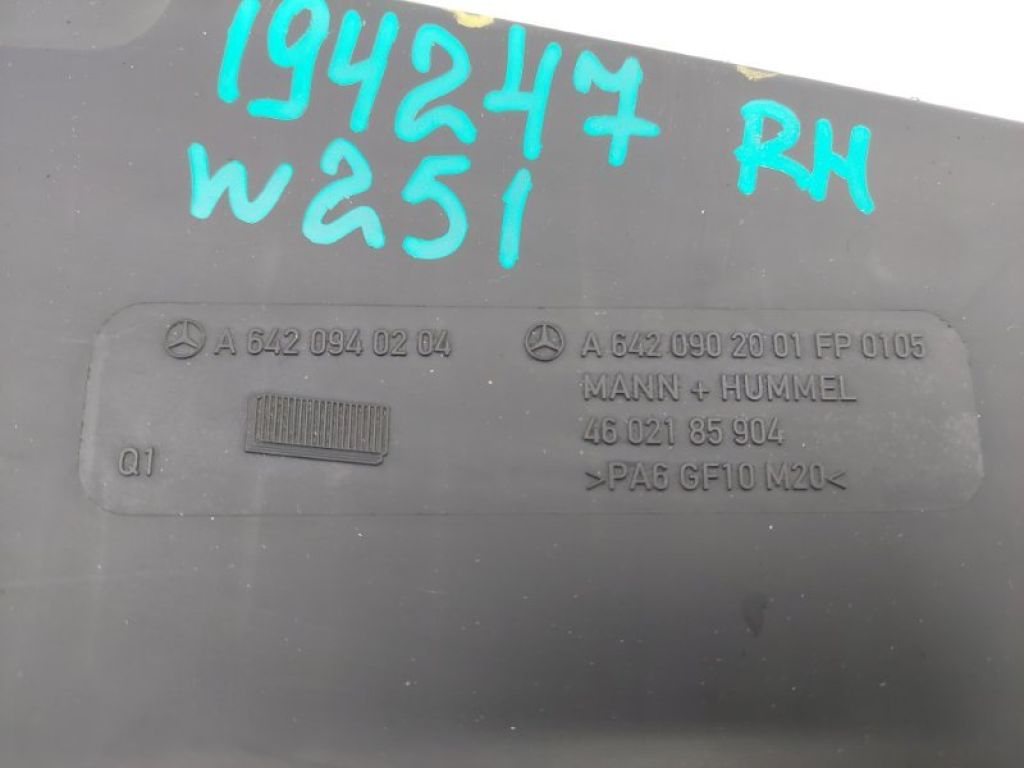 194247 RH
W251
A 642 094 02 04
Q1
A 642 090 20 01 FP 0105
MANN + HUMMEL
46 021 85 904
>PA6 GF10 M20<